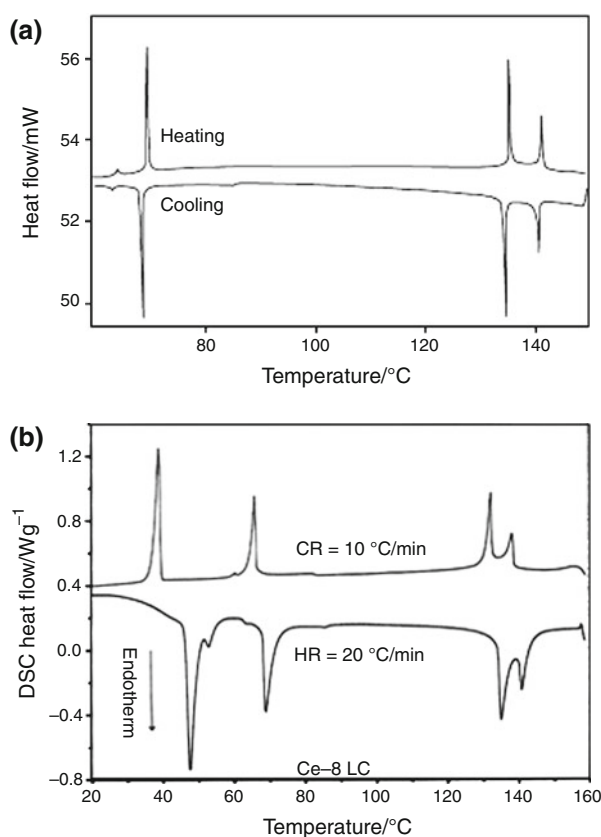 (a)
56
54
52
50
Heat flow/mW
Heating
Cooling
80
100
120
140
Temperature/°C
(b)
1.2
0.8
0.4
0.0
−0.4
−0.8
DSC heat flow/Wg⁻¹
CR = 10 °C/min
HR = 20 °C/min
Endotherm
Ce–8 LC
20
40
60
80
100
120
140
160
Temperature/°C